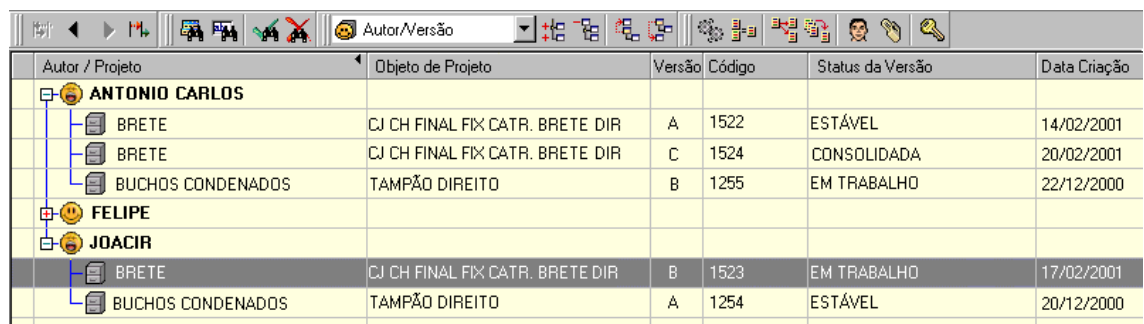 Autor/Versão
Autor / Projeto Objeto de Projeto Versão Código Status da Versão Data Criação
ANTONIO CARLOS
BRETE CJ CH FINAL FIX CATR. BRETE DIR A 1522 ESTÁVEL 14/02/2001
BRETE CJ CH FINAL FIX CATR. BRETE DIR C 1524 CONSOLIDADA 20/02/2001
BUCHOS CONDENADOS TAMPÃO DIREITO B 1255 EM TRABALHO 22/12/2000
FELIPE
JOACIR
BRETE CJ CH FINAL FIX CATR. BRETE DIR B 1523 EM TRABALHO 17/02/2001
BUCHOS CONDENADOS TAMPÃO DIREITO A 1254 ESTÁVEL 20/12/2000